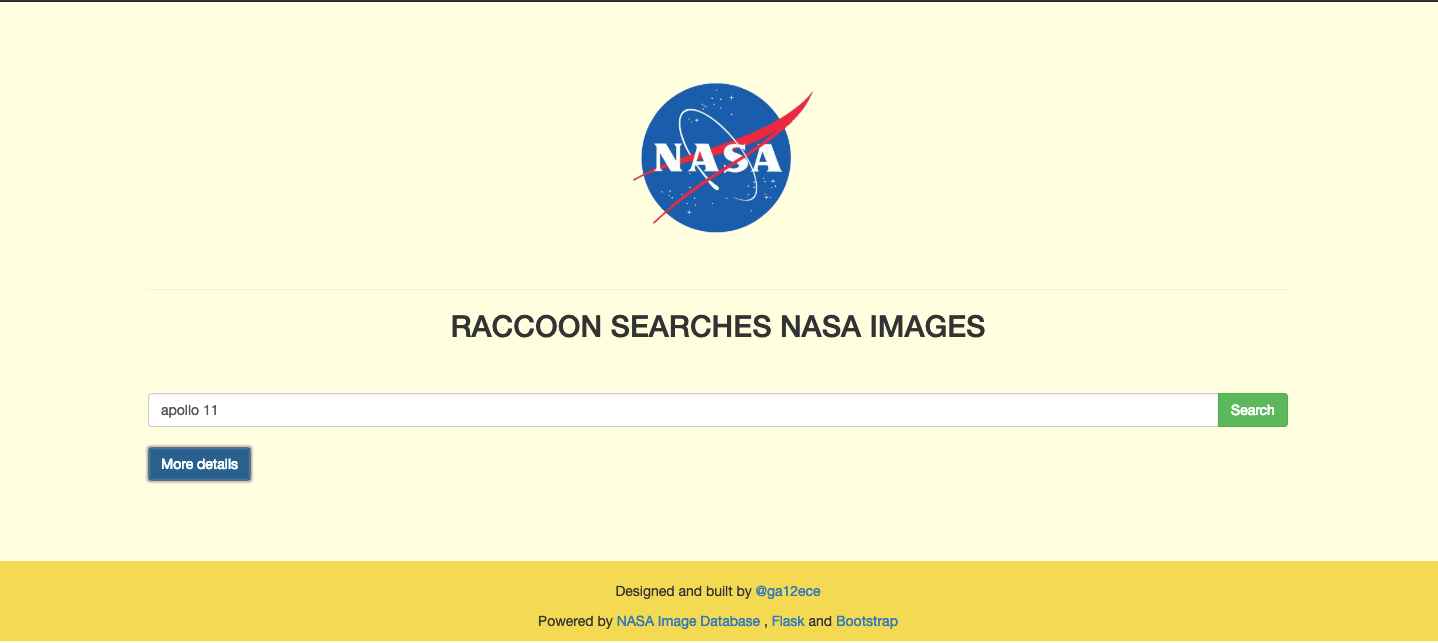 NASA
RACCOON SEARCHES NASA IMAGES
apollo 11
Search
More details
Designed and built by @ga12ece
Powered by NASA Image Database , Flask and Bootstrap